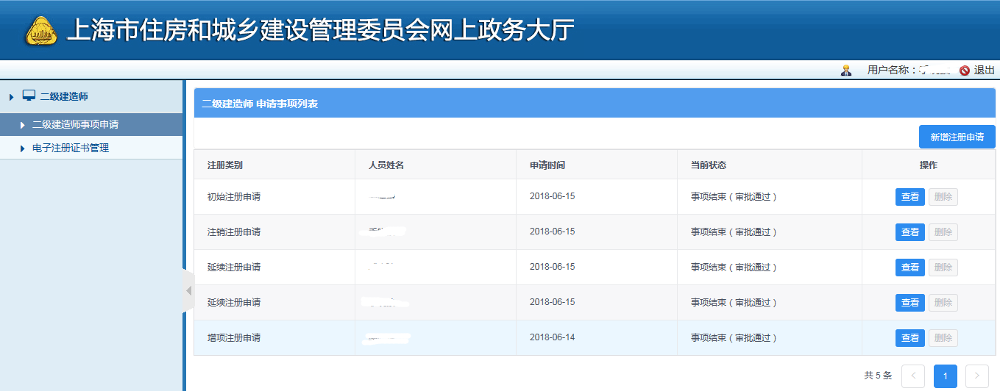 上海市住房和城乡建设管理委员会网上政务大厅
用户名称： 退出
二级建造师
二级建造师事项申请
电子注册证书管理
二级建造师 申请事项列表
新增注册申请
注册类别 人员姓名 申请时间 当前状态 操作
初始注册申请 2018-06-15 事项结束（审批通过） 查看 删除
注销注册申请 2018-06-15 事项结束（审批通过） 查看 删除
延续注册申请 2018-06-15 事项结束（审批通过） 查看 删除
延续注册申请 2018-06-15 事项结束（审批通过） 查看 删除
增项注册申请 2018-06-14 事项结束（审批通过） 查看 删除
共 5 条 < 1 >